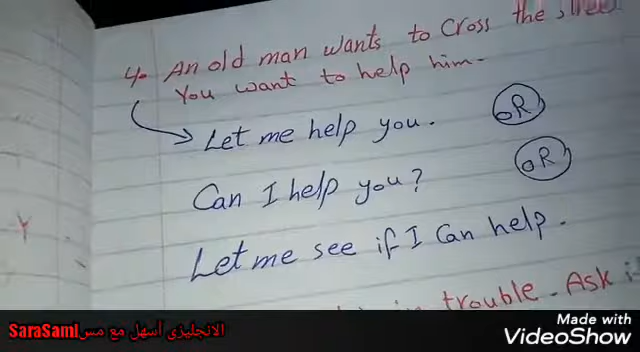 4. An old man wants to cross the street
You want to help him.
Let me help you. OR
Can I help you? OR
Let me see if I can help.
in trouble. Ask
الانجليزى أسهل مع مس SaraSami
Made with
VideoShow